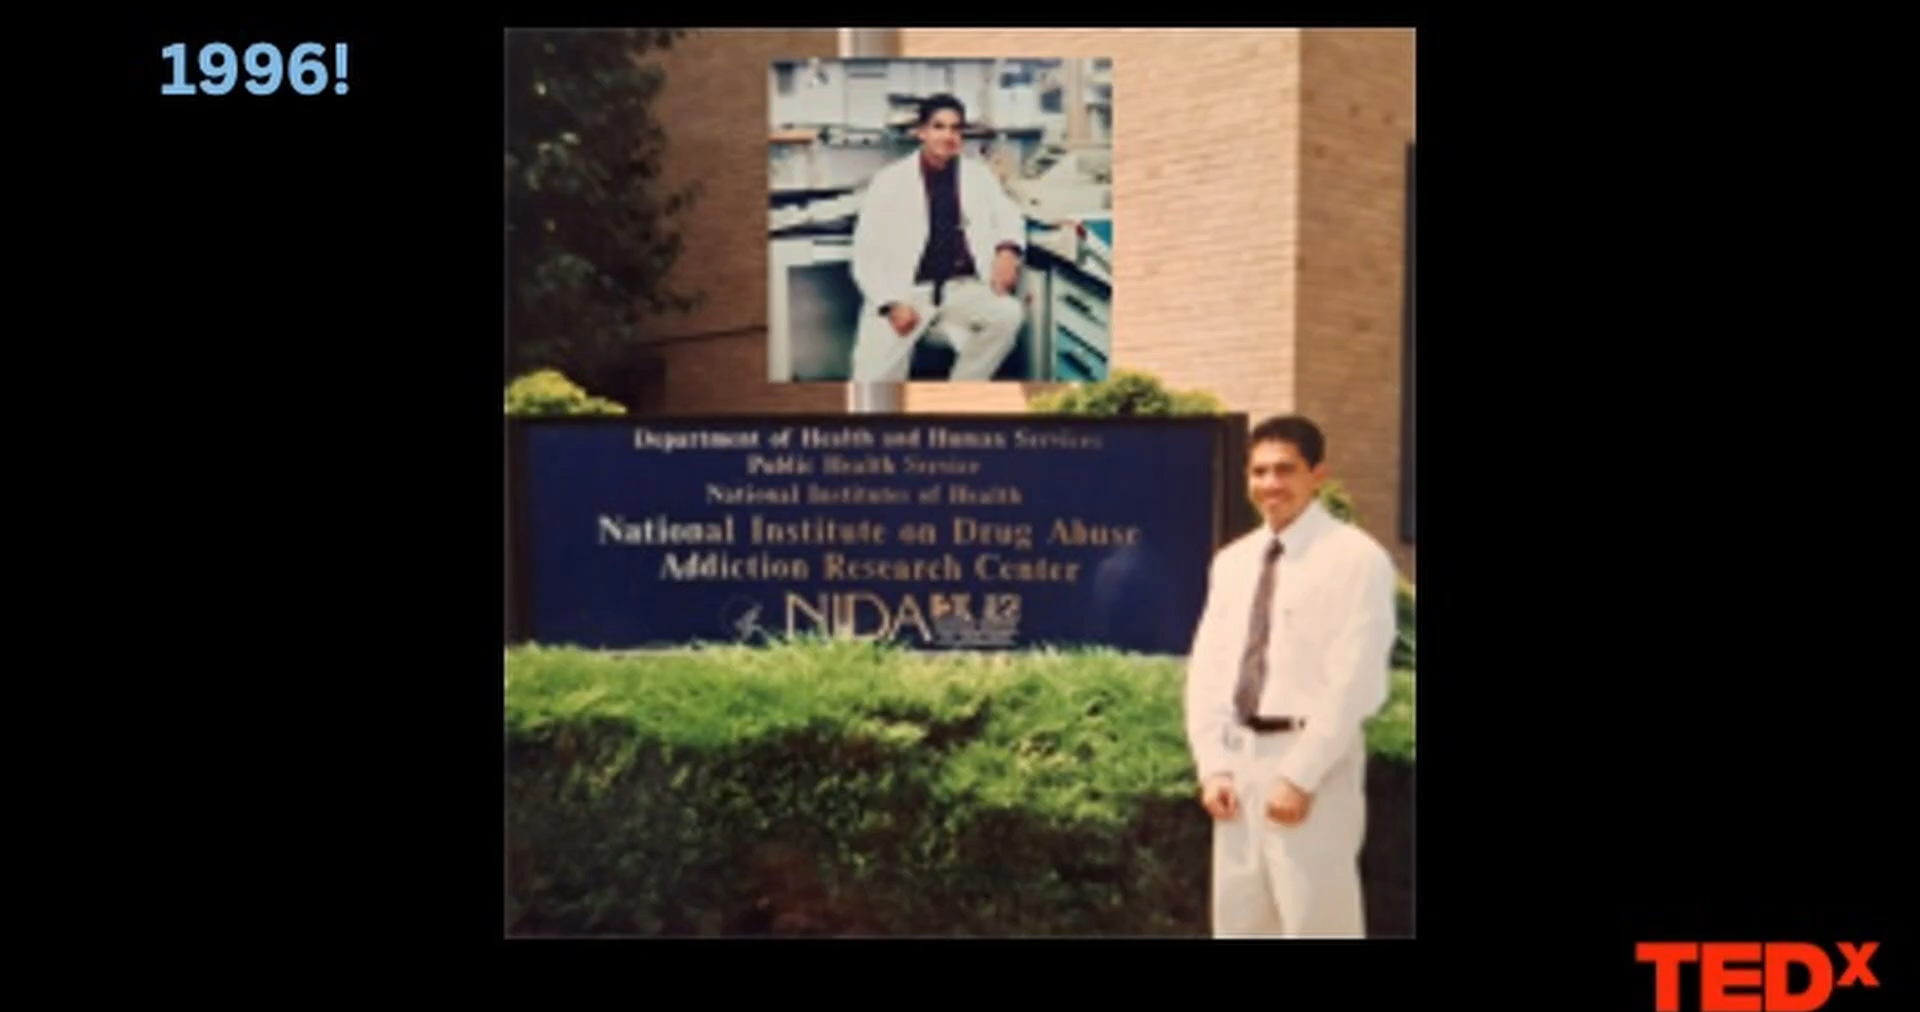 1996!
Department of Health and Human Services
Public Health Service
National Institutes of Health
National Institute on Drug Abuse
Addiction Research Center
NIDA
TEDx